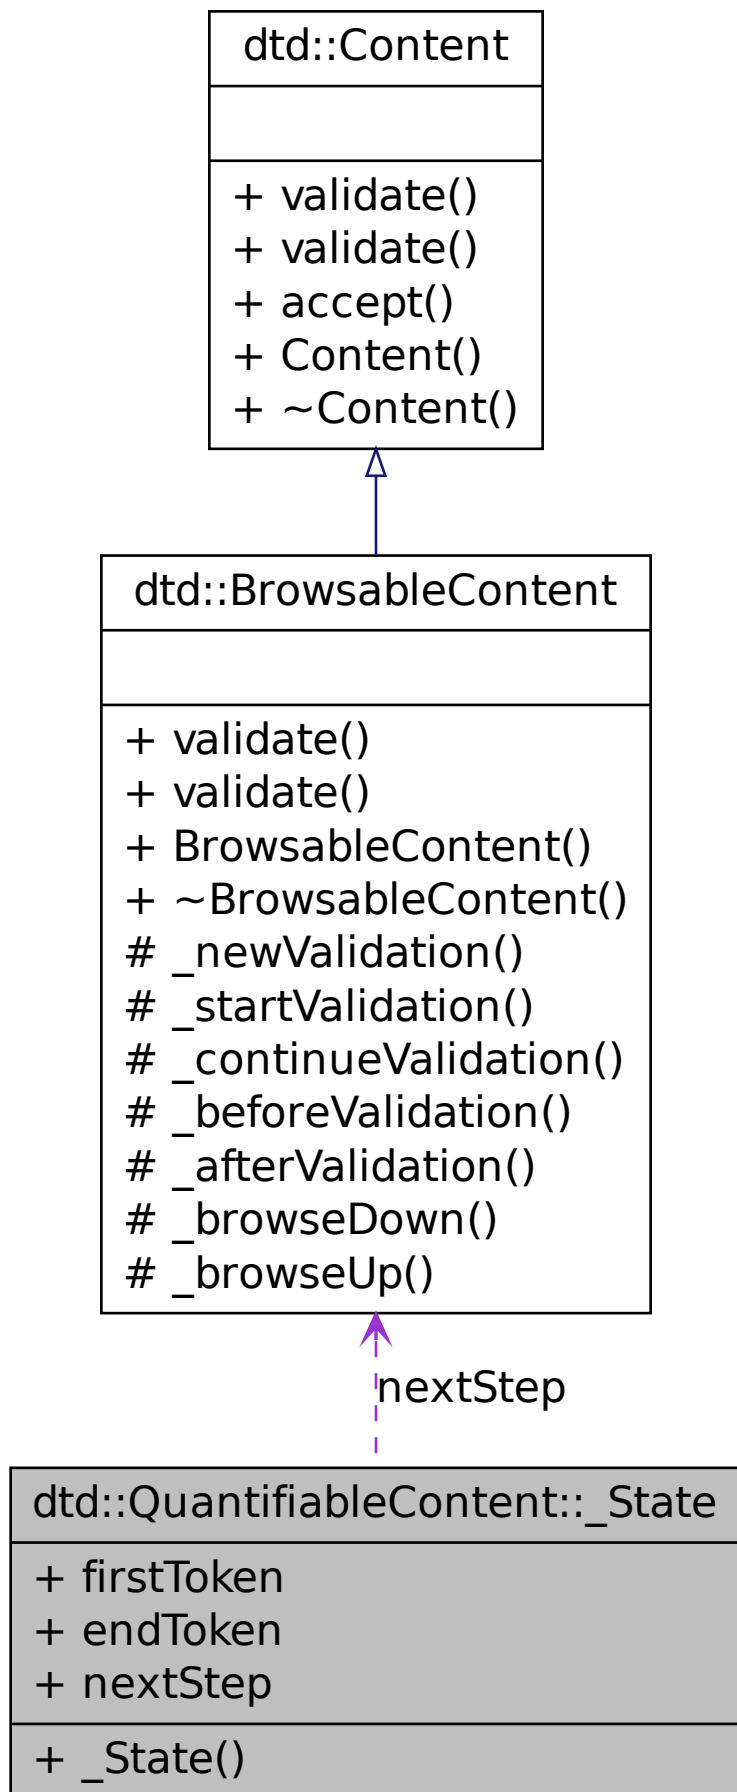 dtd::Content
+ validate()
+ validate()
+ accept()
+ Content()
+ ~Content()
dtd::BrowsableContent
+ validate()
+ validate()
+ BrowsableContent()
+ ~BrowsableContent()
# _newValidation()
# _startValidation()
# _continueValidation()
# _beforeValidation()
# _afterValidation()
# _browseDown()
# _browseUp()
nextStep
dtd::QuantifiableContent::_State
+ firstToken
+ endToken
+ nextStep
+ _State()